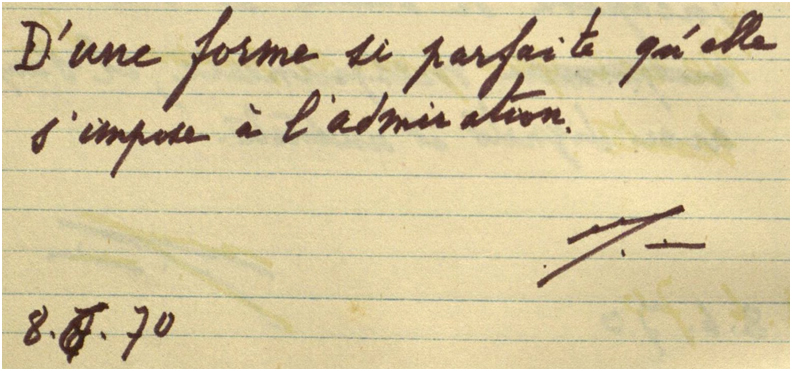 D'une forme si parfaite qu'elle
s'impose à l'admiration.
8. 70